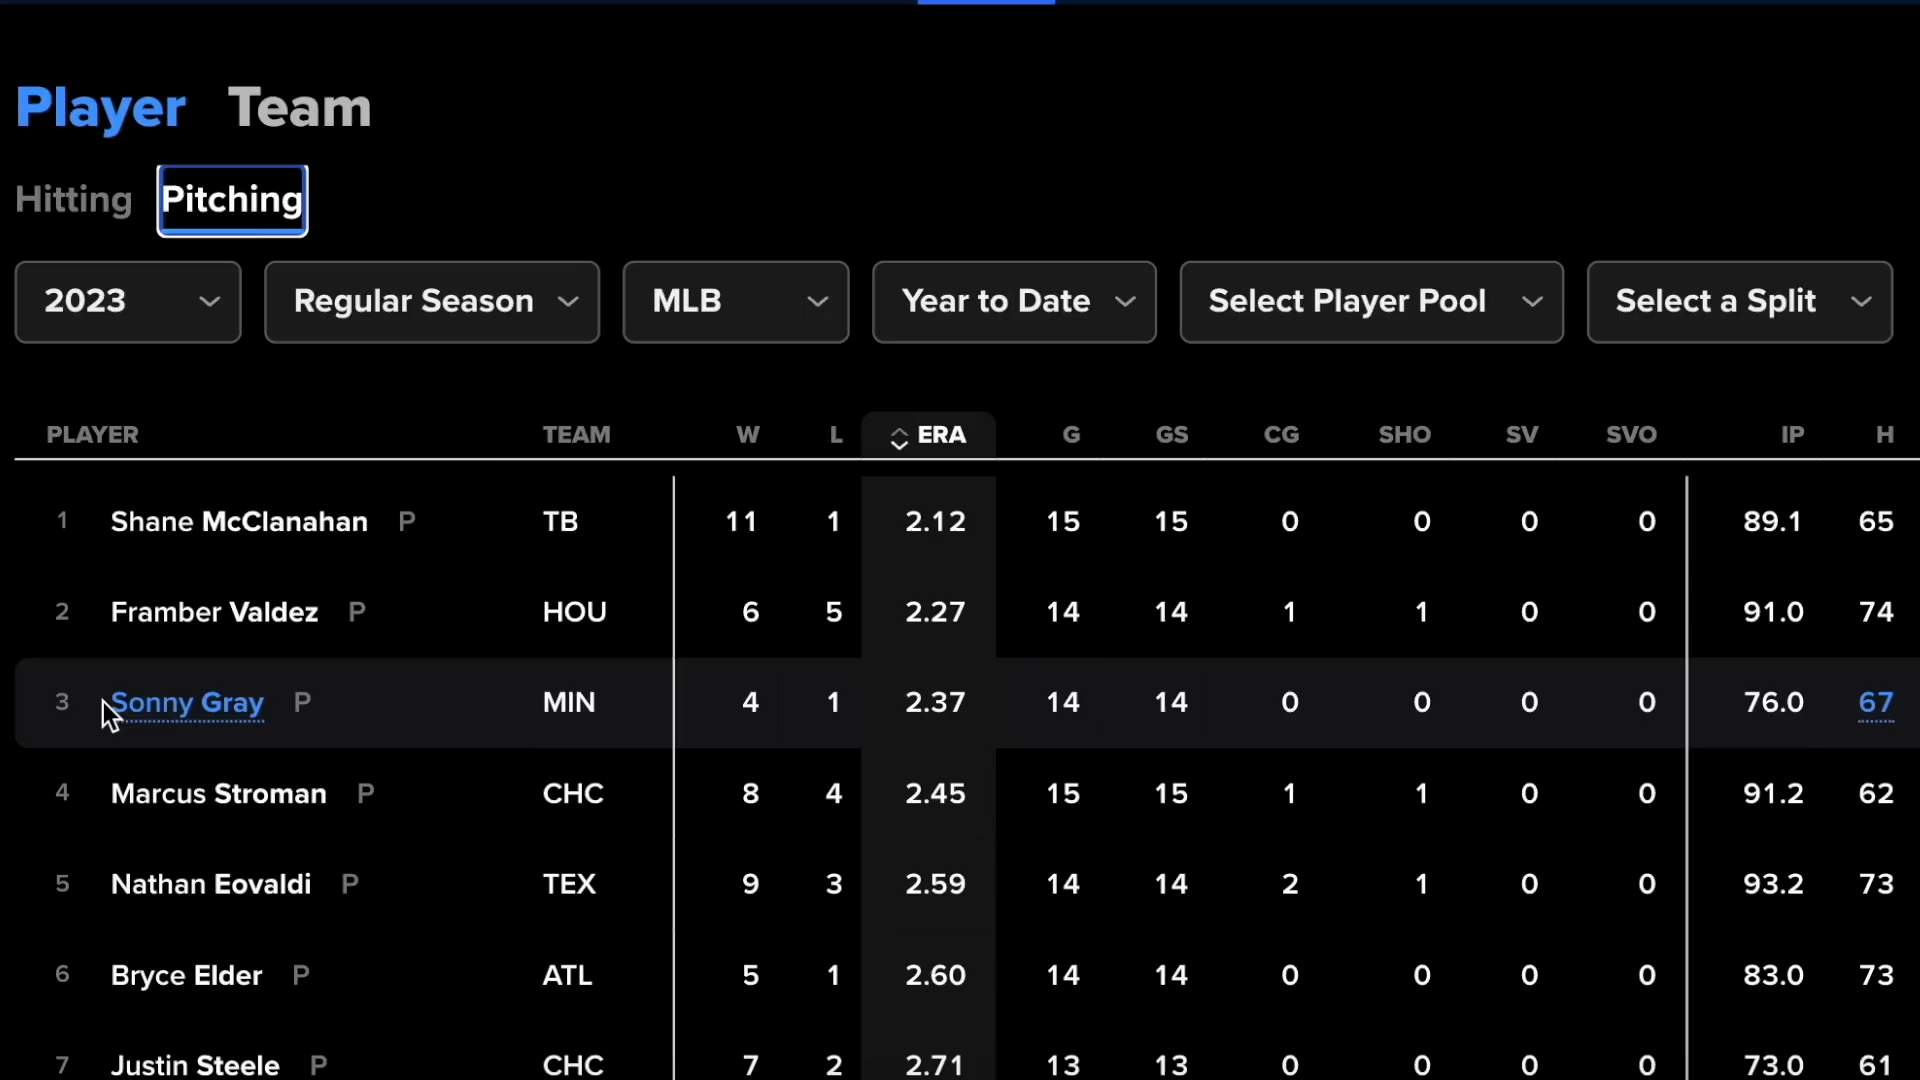 Player Team
Hitting Pitching
2023 Regular Season MLB Year to Date Select Player Pool Select a Split
PLAYER TEAM W L ERA G GS CG SHO SV SVO IP H
1 Shane McClanahan P TB 11 1 2.12 15 15 0 0 0 0 89.1 65
2 Framber Valdez P HOU 6 5 2.27 14 14 1 1 0 0 91.0 74
3 Sonny Gray P MIN 4 1 2.37 14 14 0 0 0 0 76.0 67
4 Marcus Stroman P CHC 8 4 2.45 15 15 1 1 0 0 91.2 62
5 Nathan Eovaldi P TEX 9 3 2.59 14 14 2 1 0 0 93.2 73
6 Bryce Elder P ATL 5 1 2.60 14 14 0 0 0 0 83.0 73
7 Justin Steele P CHC 7 2 2.71 13 13 0 0 0 0 73.0 61